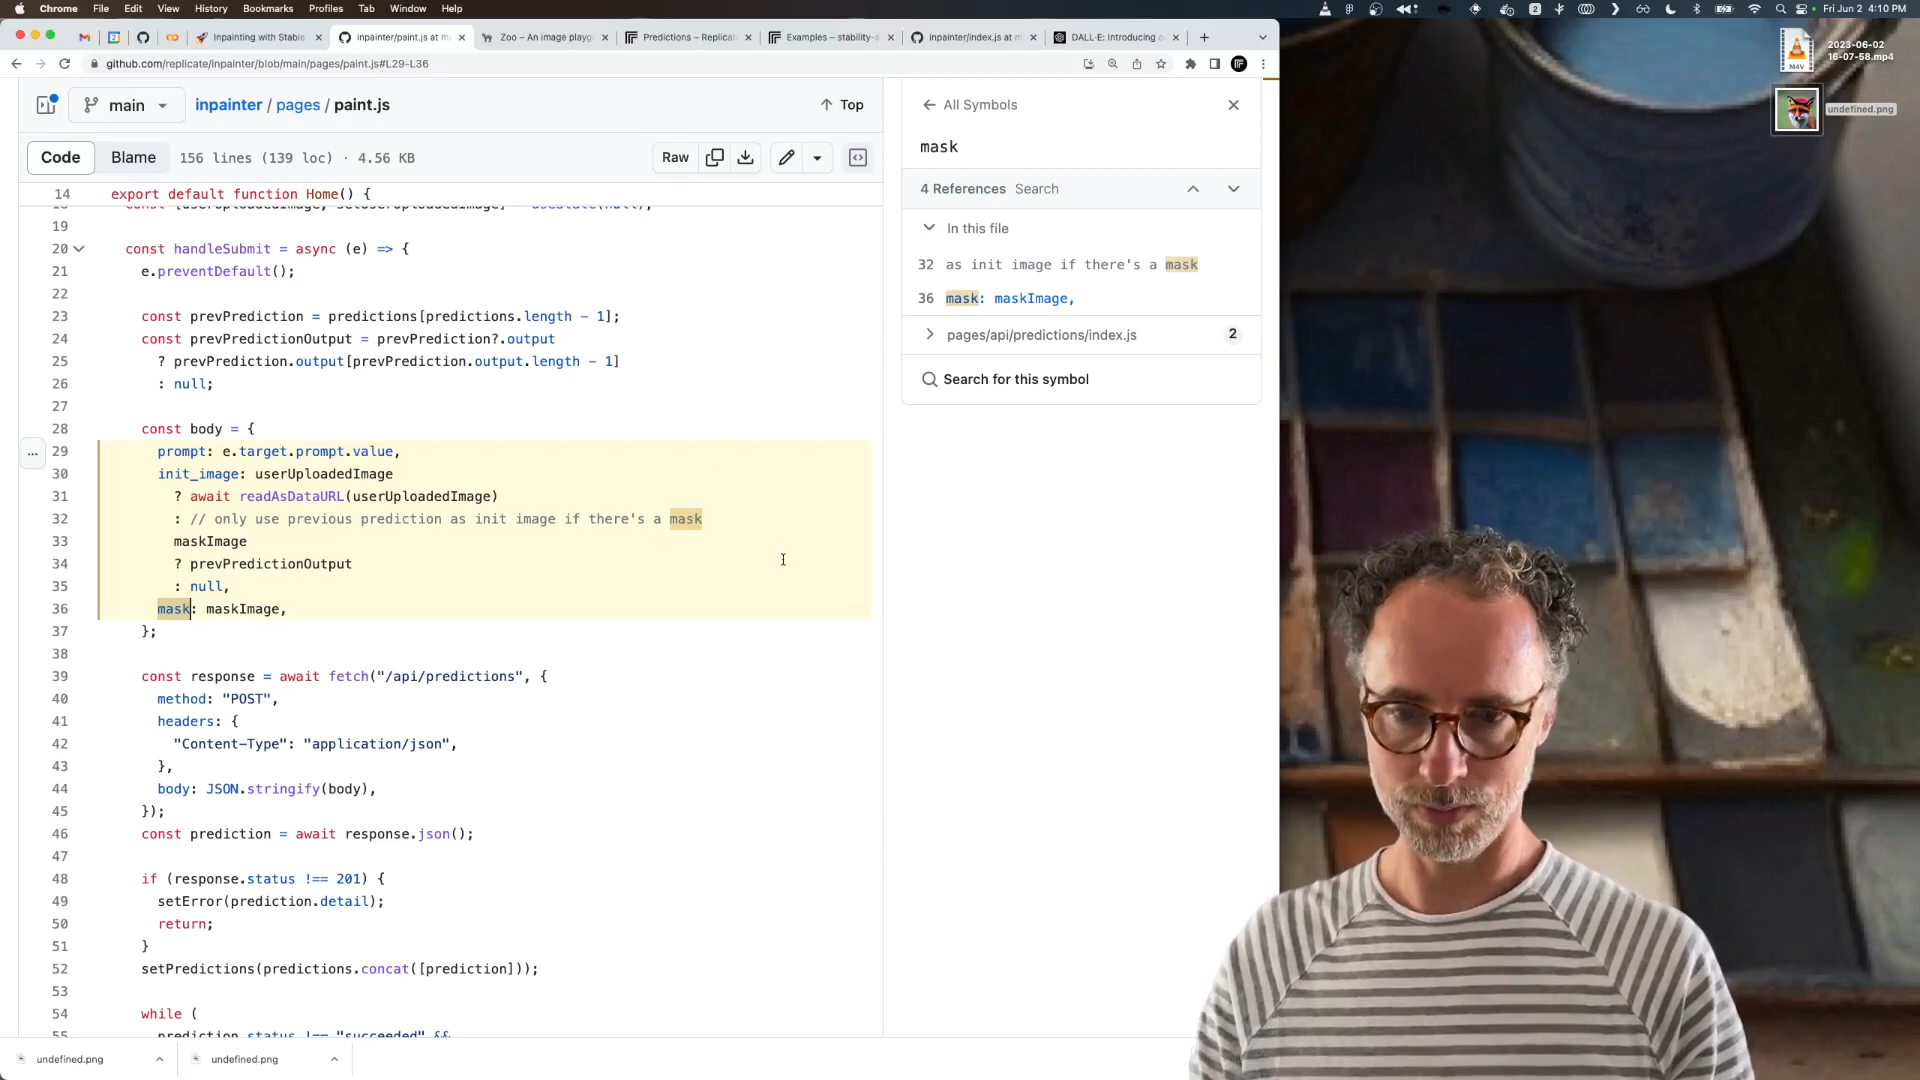 Chrome File Edit View History Bookmarks Profiles Tab Window Help
Fri Jun 2 4:10 PM
Inpainting with Stable
inpainter/paint.js at m
Zoo – An image playg
Predictions – Replicat
Examples – stability-a
inpainter/index.js at m
DALL·E: Introducing o
github.com/replicate/inpainter/blob/main/pages/paint.js#L29-L36
2023-06-02
16-07-58.mp4
M4V
undefined.png
main
inpainter / pages / paint.js
Top
Code Blame 156 lines (139 loc) · 4.56 KB
Raw
14 export default function Home() {
19
20 const handleSubmit = async (e) => {
21 e.preventDefault();
22
23 const prevPrediction = predictions[predictions.length - 1];
24 const prevPredictionOutput = prevPrediction?.output
25 ? prevPrediction.output[prevPrediction.output.length - 1]
26 : null;
27
28 const body = {
... 29 prompt: e.target.prompt.value,
30 init_image: userUploadedImage
31 ? await readAsDataURL(userUploadedImage)
32 : // only use previous prediction as init image if there's a mask
33 maskImage
34 ? prevPredictionOutput
35 : null,
36 mask: maskImage,
37 };
38
39 const response = await fetch("/api/predictions", {
40 method: "POST",
41 headers: {
42 "Content-Type": "application/json",
43 },
44 body: JSON.stringify(body),
45 });
46 const prediction = await response.json();
47
48 if (response.status !== 201) {
49 setError(prediction.detail);
50 return;
51 }
52 setPredictions(predictions.concat([prediction]));
53
54 while (
55 prediction.status !== "succeeded" &&
All Symbols
mask
4 References Search
In this file
32 as init image if there's a mask
36 mask: maskImage,
pages/api/predictions/index.js 2
Search for this symbol
undefined.png
undefined.png